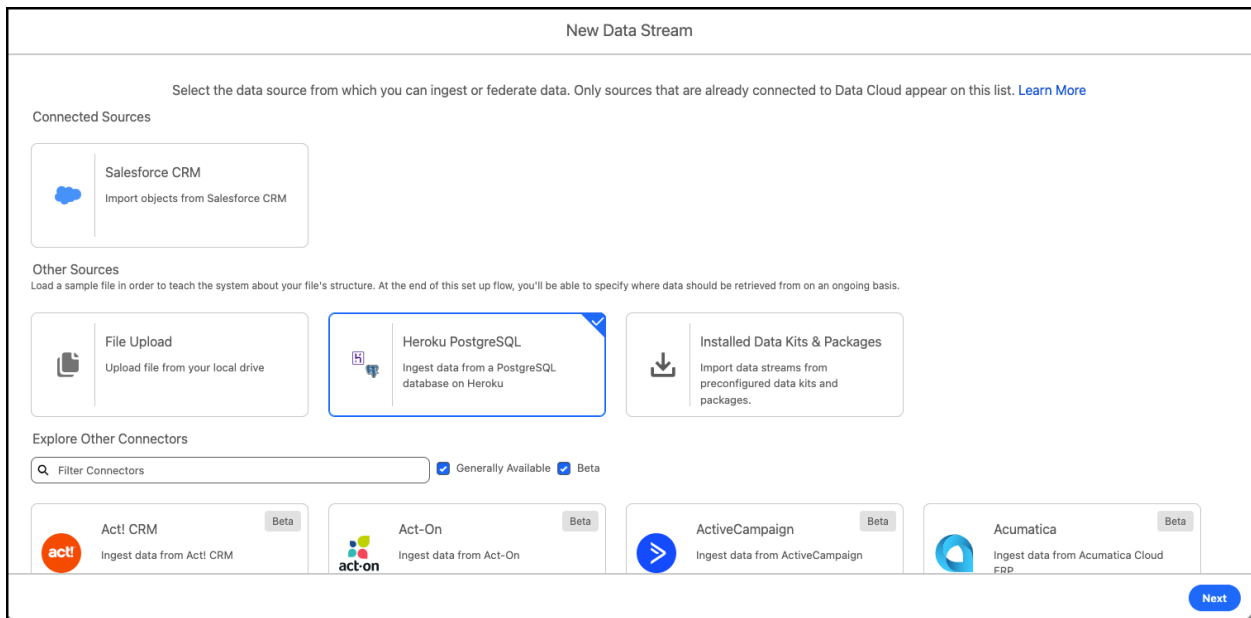 New Data Stream
Select the data source from which you can ingest or federate data. Only sources that are already connected to Data Cloud appear on this list. Learn More
Connected Sources
Salesforce CRM
Import objects from Salesforce CRM
Other Sources
Load a sample file in order to teach the system about your file's structure. At the end of this set up flow, you'll be able to specify where data should be retrieved from on an ongoing basis.
File Upload
Upload file from your local drive
Heroku PostgreSQL
Ingest data from a PostgreSQL
database on Heroku
Installed Data Kits & Packages
Import data streams from
preconfigured data kits and
packages.
Explore Other Connectors
Filter Connectors
Generally Available
Beta
Act! CRM
Beta
Ingest data from Act! CRM
act!
Act-On
Beta
Ingest data from Act-On
act-on
ActiveCampaign
Beta
Ingest data from ActiveCampaign
Acumatica
Beta
Ingest data from Acumatica Cloud
ERP
Next